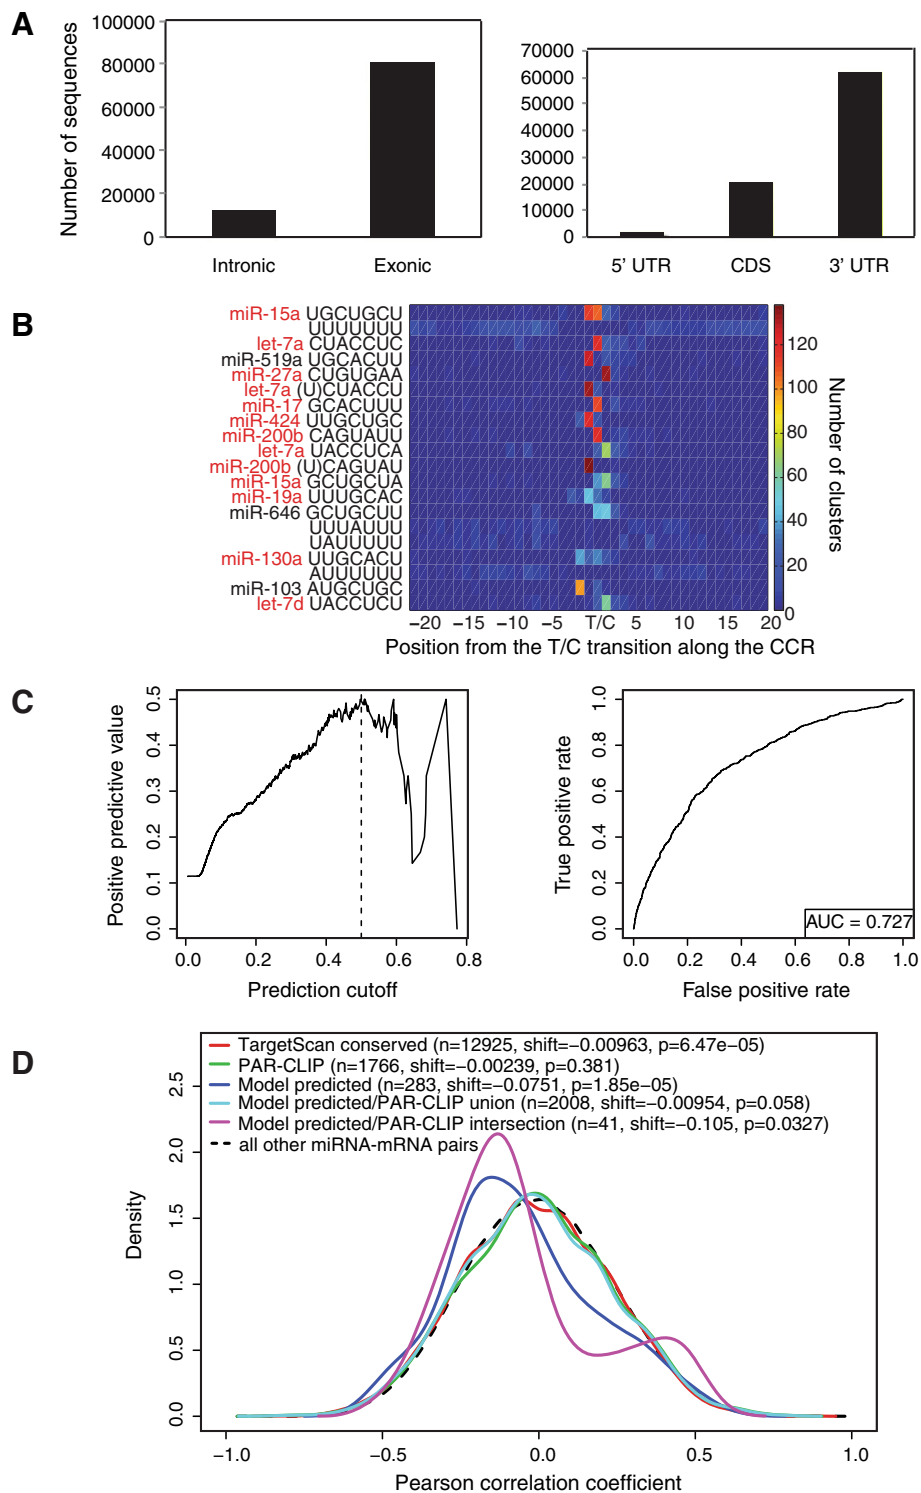 A
Number of sequences
100000
80000
60000
40000
20000
0
Intronic Exonic
70000
60000
50000
40000
30000
20000
10000
0
5' UTR CDS 3' UTR
B
miR-15a UGCUGCU
UUUUUUU
let-7a CUACCUC
miR-519a UGCACUU
miR-27a CUGUGAA
let-7a (U)CUACCU
miR-17 GCACUUU
miR-424 UUGCUGC
miR-200b CAGUAUU
let-7a UACCUCA
miR-200b (U)CAGUAU
miR-15a GCUGCUA
miR-19a UUUGCAC
miR-646 GCUGCUU
UUUAUUU
UAUUUUU
miR-130a UUGCACU
AUUUUUU
miR-103 AUGCUGC
let-7d UACCUCU
−20 −15 −10 −5 T/C 5 10 15 20
Position from the T/C transition along the CCR
120
100
80
60
40
20
0
Number of clusters
C
Positive predictive value
0.5
0.4
0.3
0.2
0.1
0.0
0.0 0.2 0.4 0.6 0.8
Prediction cutoff
True positive rate
1.0
0.8
0.6
0.4
0.2
0.0
AUC = 0.727
0.0 0.2 0.4 0.6 0.8 1.0
False positive rate
D
TargetScan conserved (n=12925, shift=−0.00963, p=6.47e−05)
PAR-CLIP (n=1766, shift=−0.00239, p=0.381)
Model predicted (n=283, shift=−0.0751, p=1.85e−05)
Model predicted/PAR-CLIP union (n=2008, shift=−0.00954, p=0.058)
Model predicted/PAR-CLIP intersection (n=41, shift=−0.105, p=0.0327)
all other miRNA-mRNA pairs
Density
2.5
2.0
1.5
1.0
0.5
0.0
−1.0 −0.5 0.0 0.5 1.0
Pearson correlation coefficient